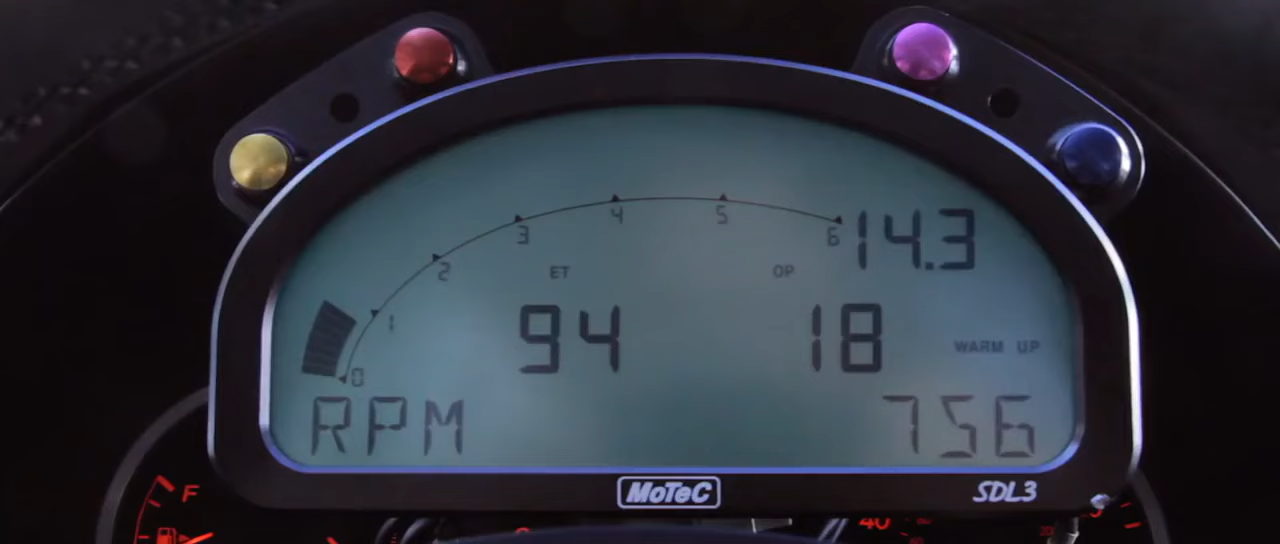 4 5
3 6 14.3
2 ET OP
1 94 18
WARM UP
0
RPM 756
MoTeC SDL3
F
40